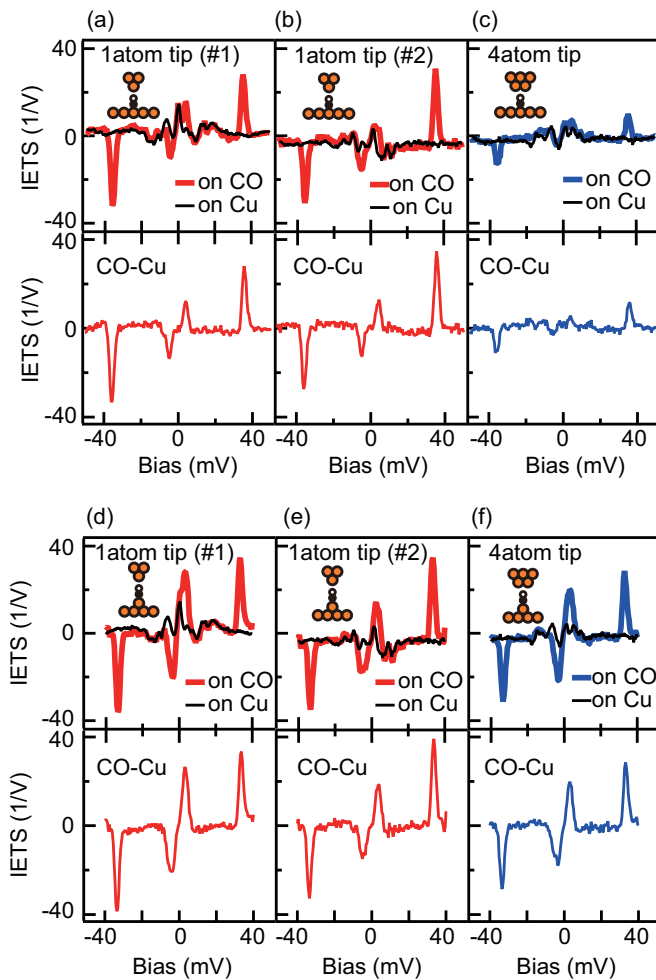 (a)
(b)
(c)
1atom tip (#1)
1atom tip (#2)
4atom tip
40
0
-40
IETS (1/V)
on CO
on Cu
on CO
on Cu
on CO
on Cu
CO-Cu
CO-Cu
CO-Cu
40
0
-40
IETS (1/V)
-40
0
40
-40
0
40
-40
0
40
Bias (mV)
Bias (mV)
Bias (mV)
(d)
(e)
(f)
1atom tip (#1)
1atom tip (#2)
4atom tip
40
0
-40
IETS (1/V)
on CO
on Cu
on CO
on Cu
on CO
on Cu
CO-Cu
CO-Cu
CO-Cu
40
0
-40
IETS (1/V)
-40
0
40
-40
0
40
-40
0
40
Bias (mV)
Bias (mV)
Bias (mV)